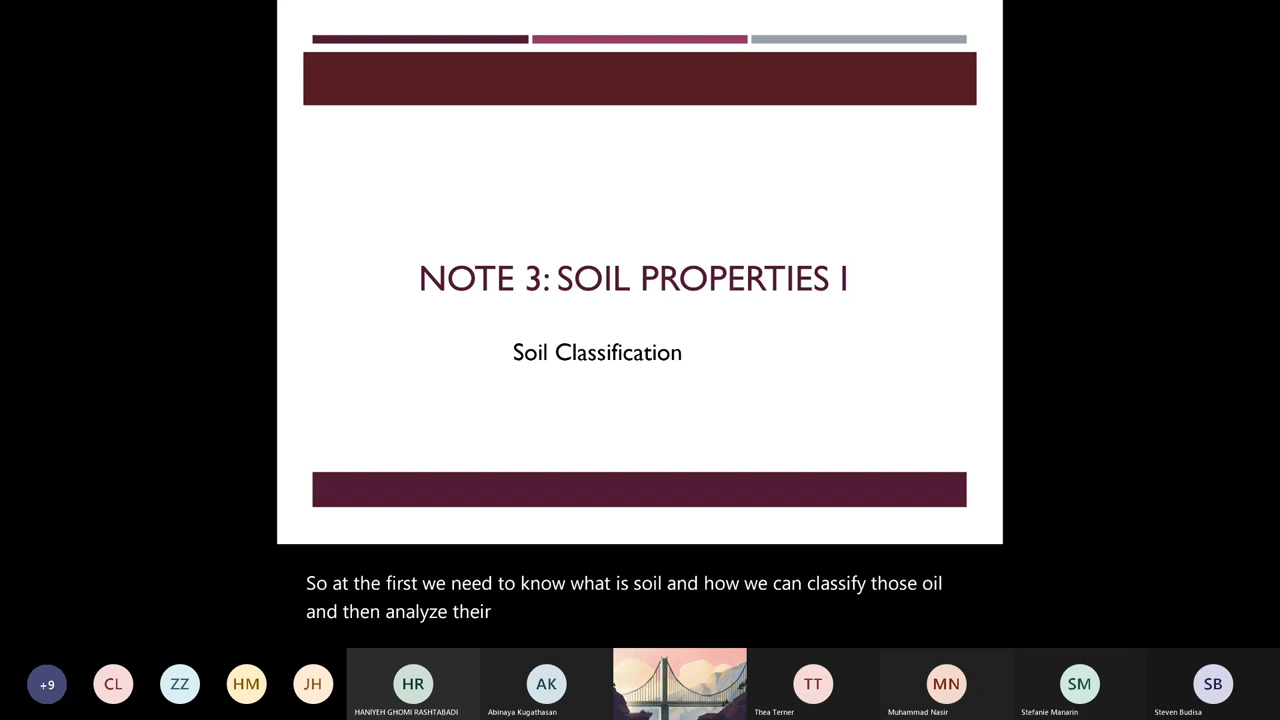 NOTE 3: SOIL PROPERTIES I
Soil Classification
So at the first we need to know what is soil and how we can classify those oil
and then analyze their
+9
CL
ZZ
HM
JH
HR
HANIYEH GHOMI RASHTABADI
AK
Abinaya Kugathasan
TT
Thea Terner
MN
Muhammad Nasir
SM
Stefanie Manarin
SB
Steven Budisa